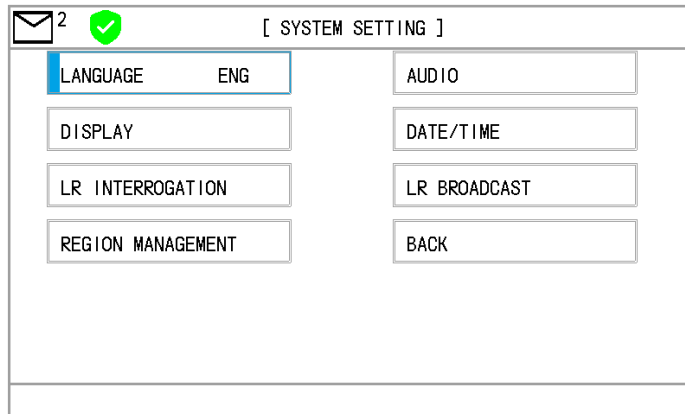 2 [ SYSTEM SETTING ]
LANGUAGE ENG AUDIO
DISPLAY DATE/TIME
LR INTERROGATION LR BROADCAST
REGION MANAGEMENT BACK